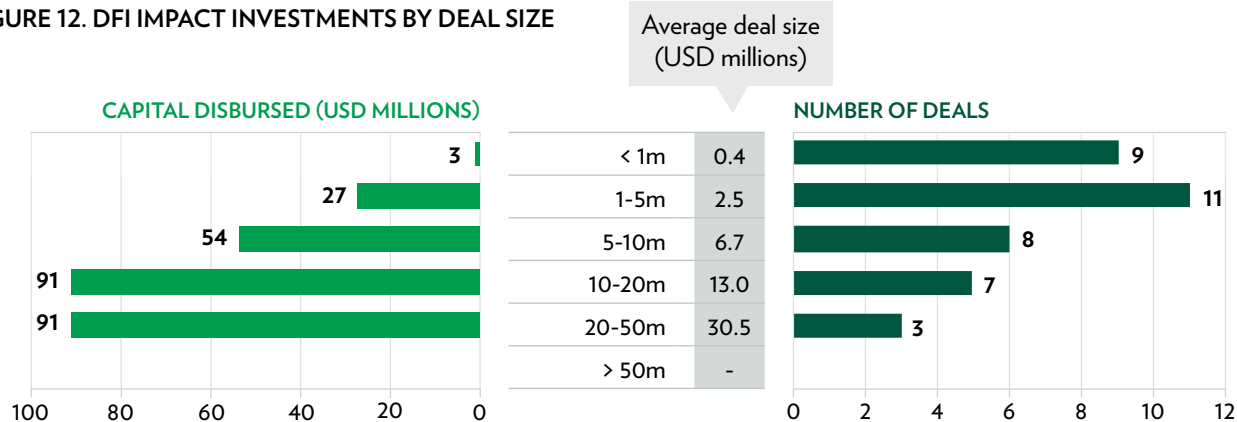 GURE 12. DFI IMPACT INVESTMENTS BY DEAL SIZE
Average deal size
(USD millions)
CAPITAL DISBURSED (USD MILLIONS)
NUMBER OF DEALS
3 < 1m 0.4 9
27 1-5m 2.5 11
54 5-10m 6.7 8
91 10-20m 13.0 7
91 20-50m 30.5 3
> 50m -
100 80 60 40 20 0 0 2 4 6 8 10 12